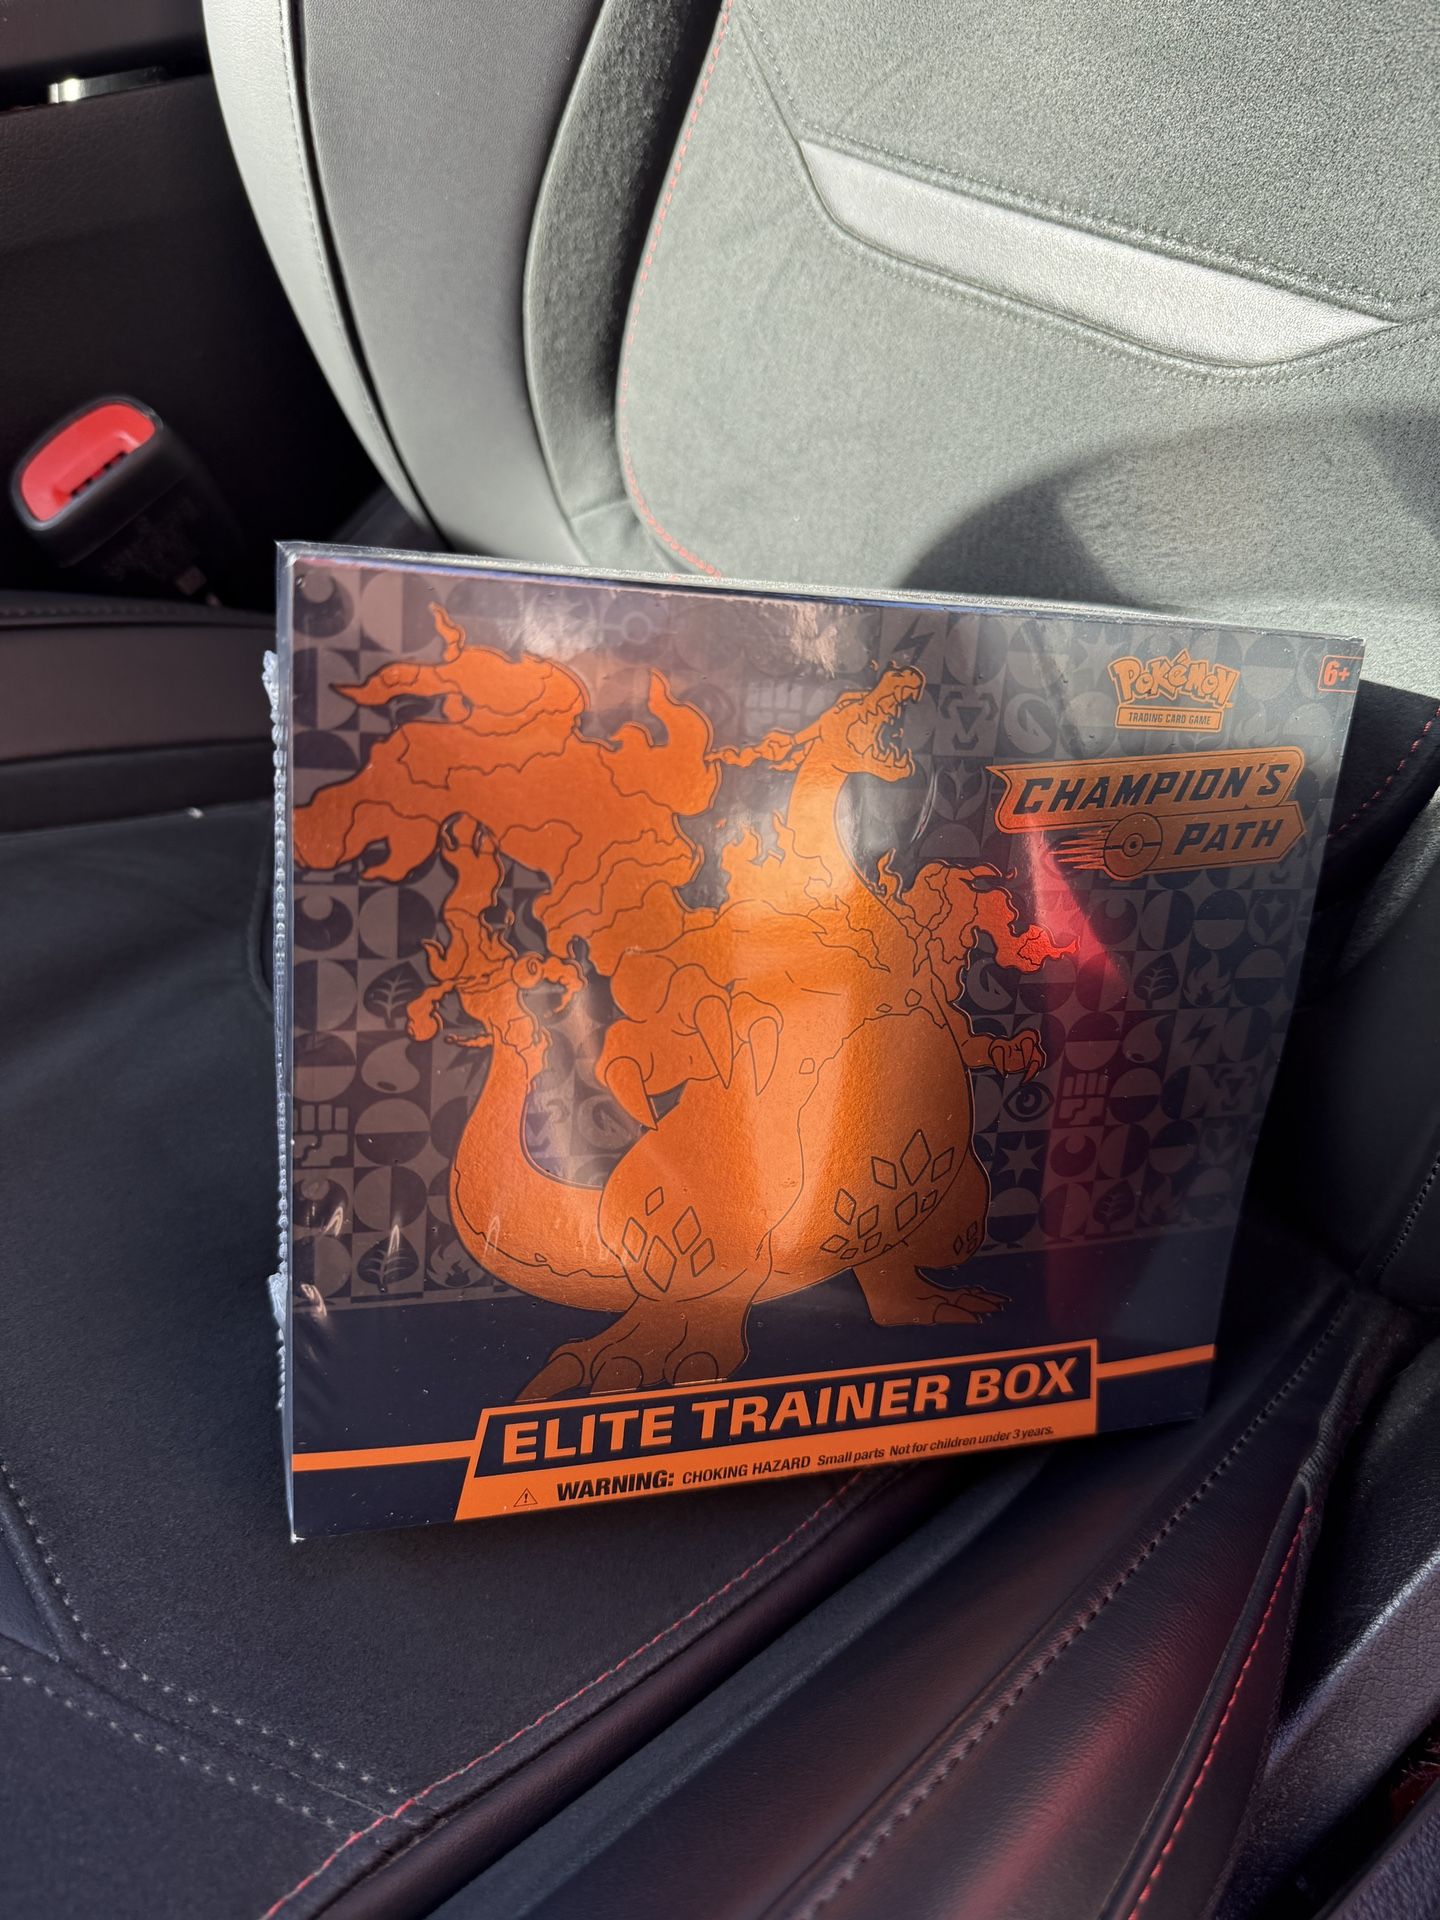 Pokémon
TRADING CARD GAME
6+
CHAMPION'S
PATH
ELITE TRAINER BOX
WARNING: CHOKING HAZARD Small parts Not for children under 3 years.